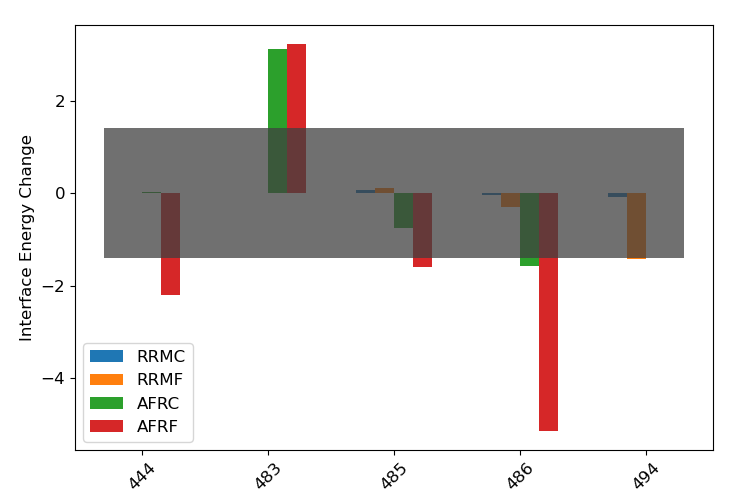 Interface Energy Change
2
0
−2
−4
RRMC
RRMF
AFRC
AFRF
444
483
485
486
494